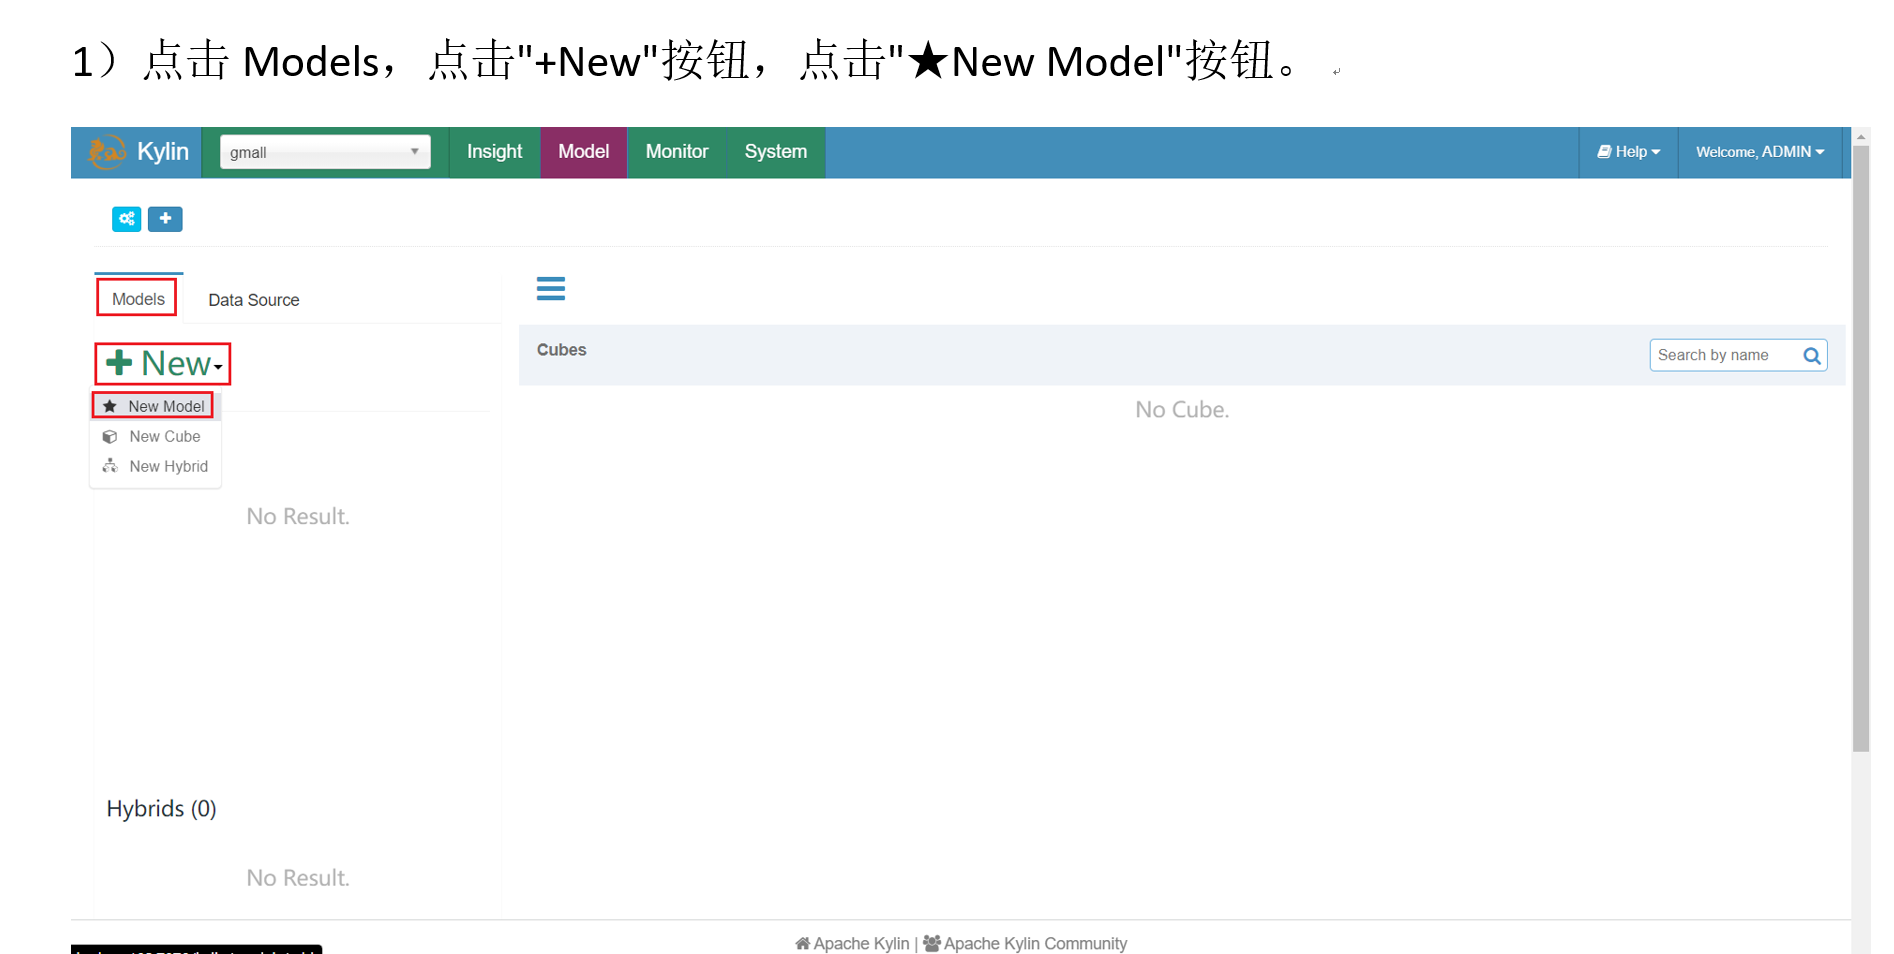 1）点击 Models，点击"+New"按钮，点击"★New Model"按钮。
Kylin gmall Insight Model Monitor System Help Welcome, ADMIN
Models Data Source
+ New
Cubes Search by name
New Model
No Cube.
New Cube
New Hybrid
No Result.
Hybrids (0)
No Result.
Apache Kylin | Apache Kylin Community